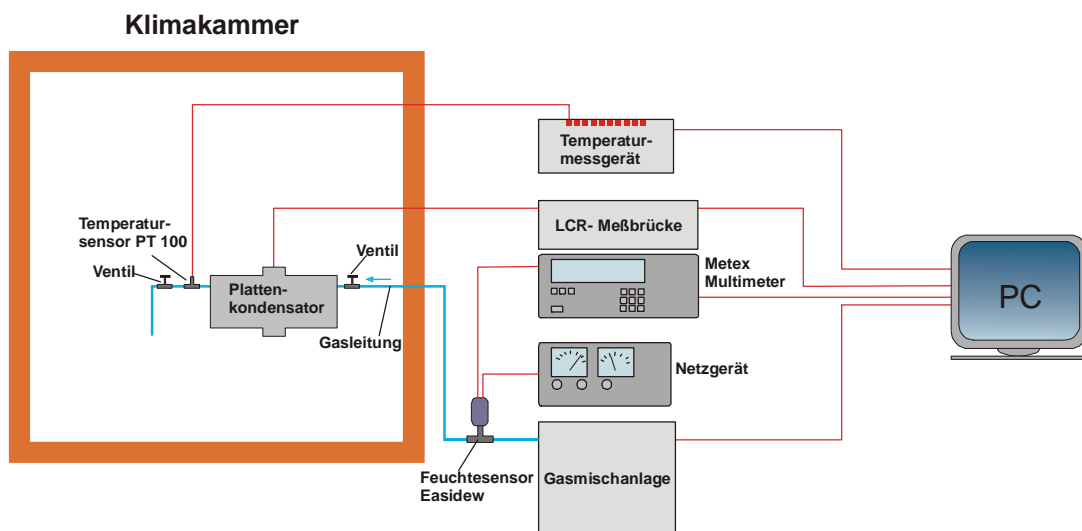 Klimakammer
Temperatur-
messgerät
Temperatur-
sensor PT 100
Ventil
Platten-
kondensator
Ventil
Gasleitung
LCR- Meßbrücke
Metex
Multimeter
PC
Netzgerät
Feuchtesensor
Easidew
Gasmischanlage